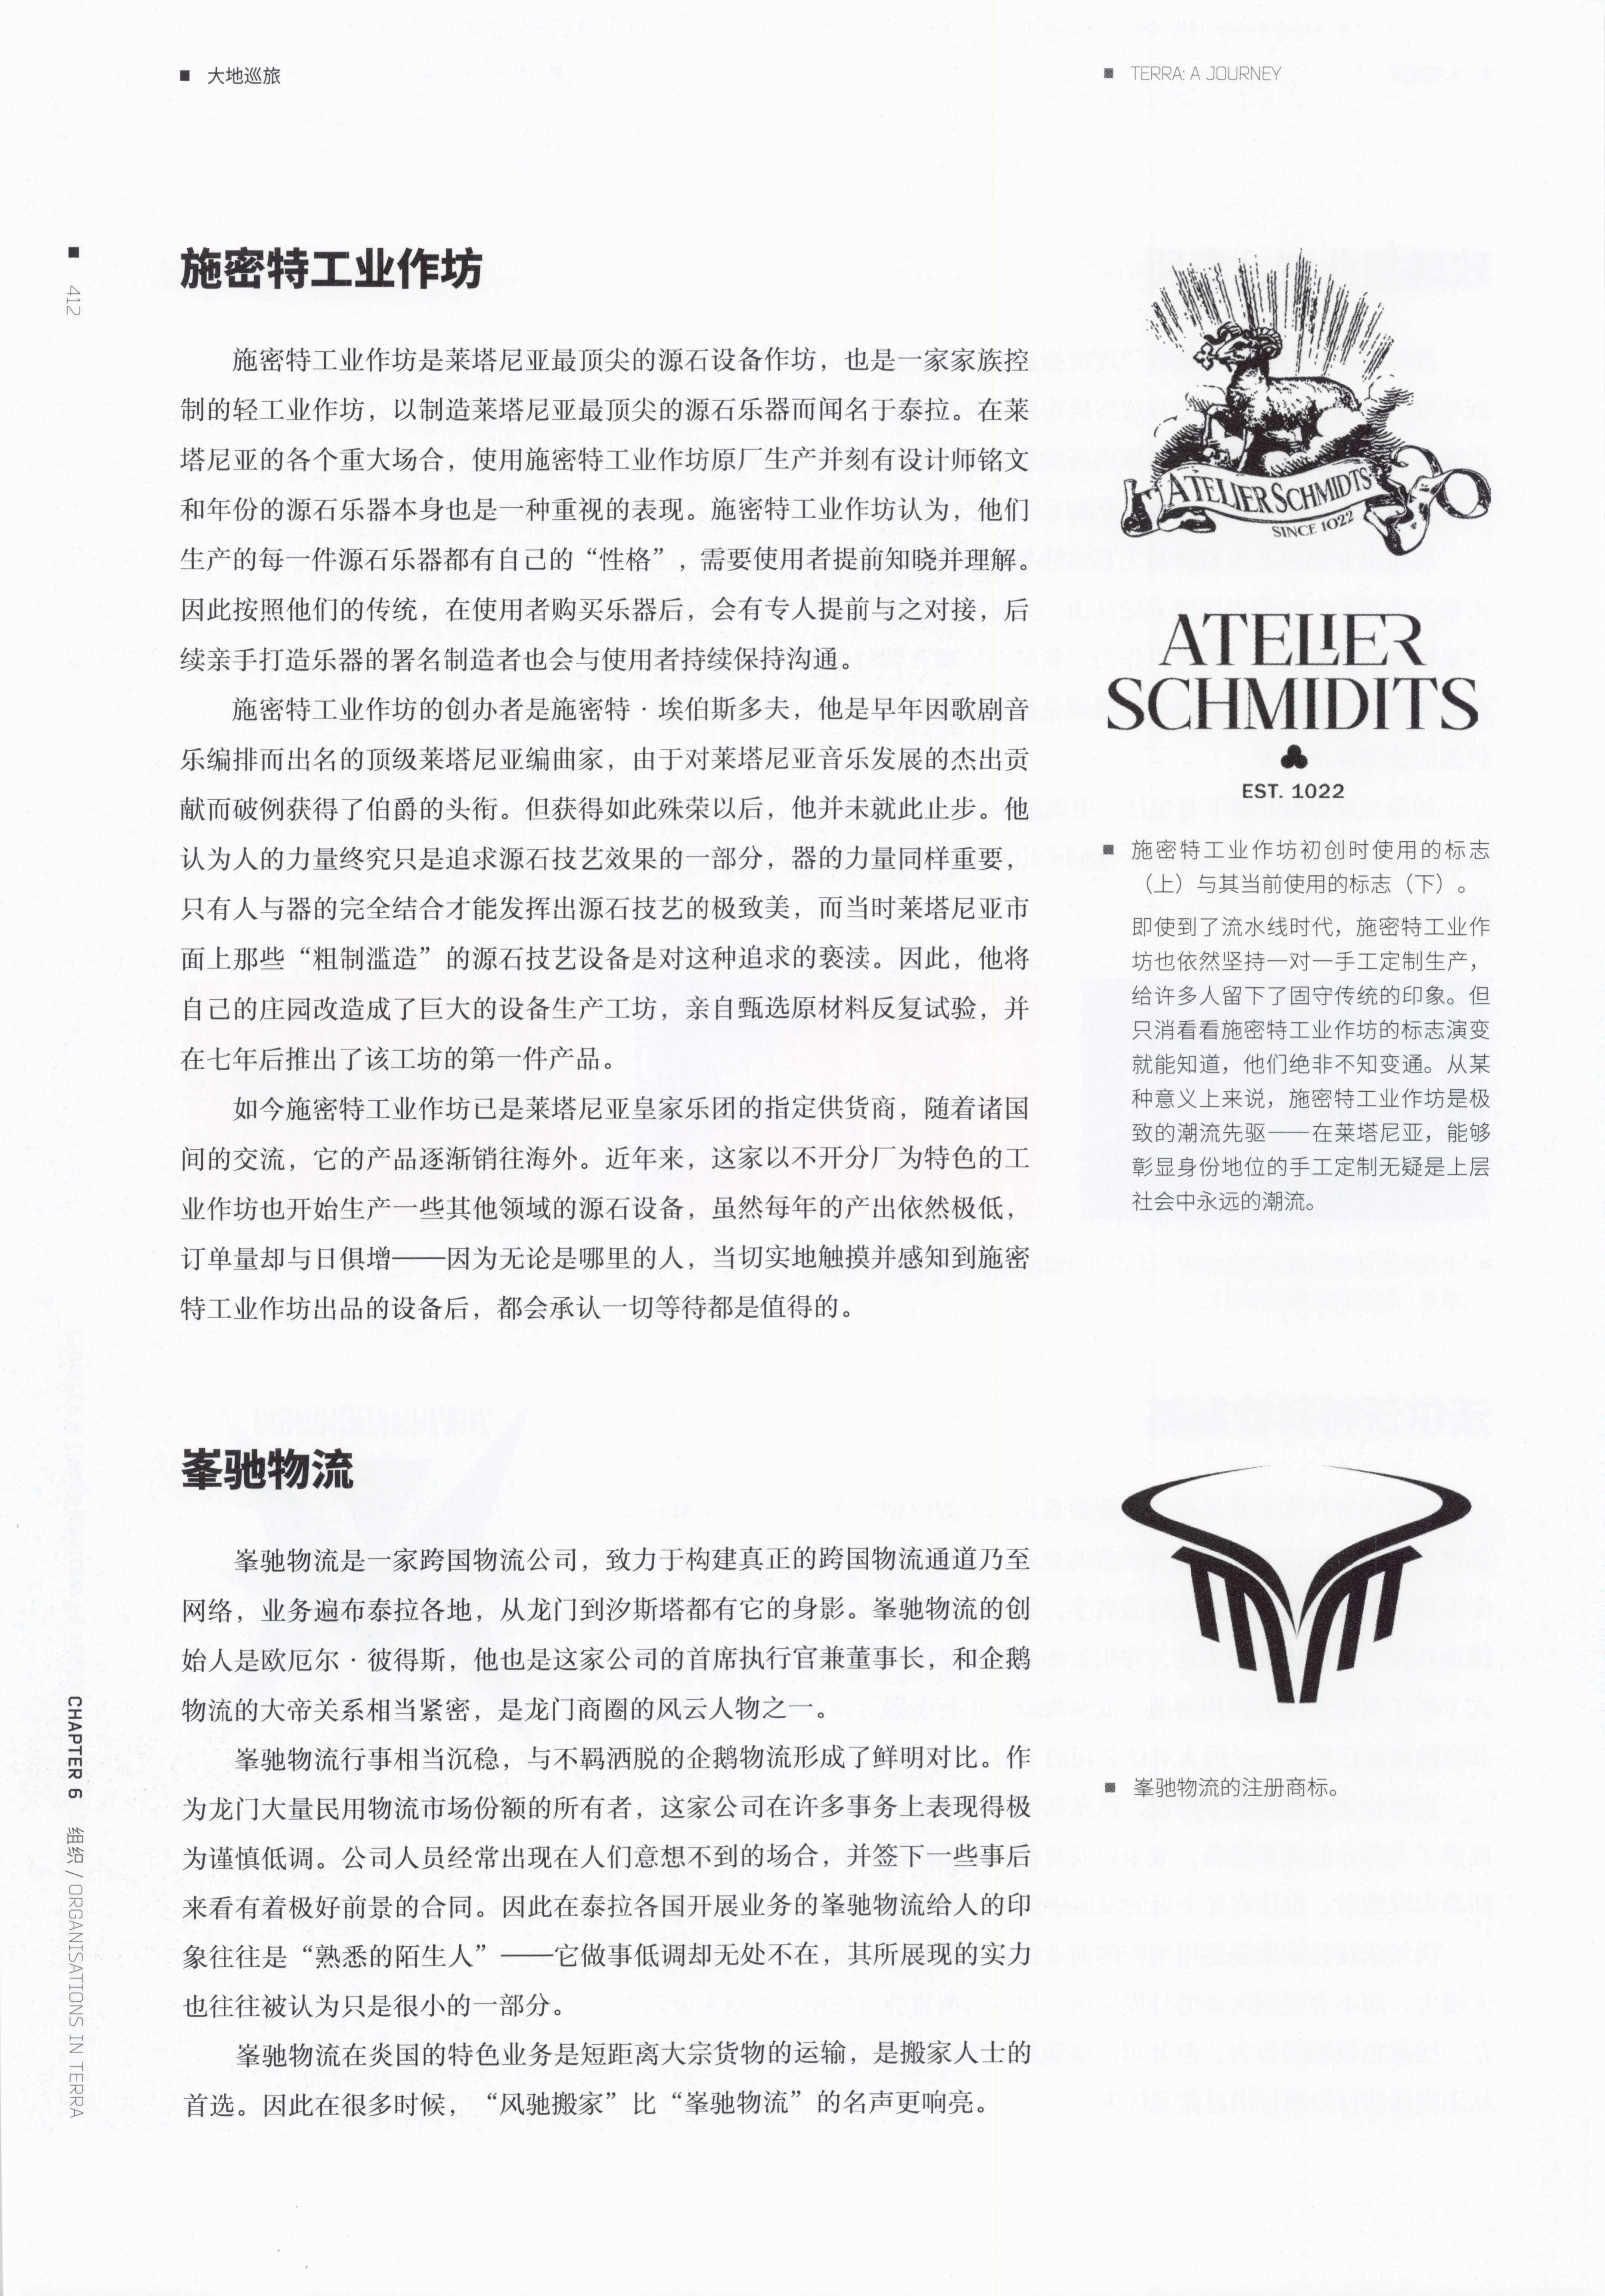 大地巡旅
TERRA: A JOURNEY
412
施密特工业作坊
施密特工业作坊是莱塔尼亚最顶尖的源石设备作坊，也是一家家族控
制的轻工业作坊，以制造莱塔尼亚最顶尖的源石乐器而闻名于泰拉。在莱
塔尼亚的各个重大场合，使用施密特工业作坊原厂生产并刻有设计师铭文
和年份的源石乐器本身也是一种重视的表现。施密特工业作坊认为，他们
生产的每一件源石乐器都有自己的“性格”，需要使用者提前知晓并理解。
因此按照他们的传统，在使用者购买乐器后，会有专人提前与之对接，后
续亲手打造乐器的署名制造者也会与使用者持续保持沟通。
施密特工业作坊的创办者是施密特·埃伯斯多夫，他是早年因歌剧音
乐编排而出名的顶级莱塔尼亚编曲家，由于对莱塔尼亚音乐发展的杰出贡
献而破例获得了伯爵的头衔。但获得如此殊荣以后，他并未就此止步。他
认为人的力量终究只是追求源石技艺效果的一部分，器的力量同样重要，
只有人与器的完全结合才能发挥出源石技艺的极致美，而当时莱塔尼亚市
面上那些“粗制滥造”的源石技艺设备是对这种追求的亵渎。因此，他将
自己的庄园改造成了巨大的设备生产工坊，亲自甄选原材料反复试验，并
在七年后推出了该工坊的第一件产品。
如今施密特工业作坊已是莱塔尼亚皇家乐团的指定供货商，随着诸国
间的交流，它的产品逐渐销往海外。近年来，这家以不开分厂为特色的工
业作坊也开始生产一些其他领域的源石设备，虽然每年的产出依然极低，
订单量却与日俱增——因为无论是哪里的人，当切实地触摸并感知到施密
特工业作坊出品的设备后，都会承认一切等待都是值得的。
ATELIER SCHMIDTS
SINCE 1022
ATELIER
SCHMIDITS
EST. 1022
施密特工业作坊初创时使用的标志
（上）与其当前使用的标志（下）。
即使到了流水线时代，施密特工业作
坊也依然坚持一对一手工定制生产，
给许多人留下了固守传统的印象。但
只消看看施密特工业作坊的标志演变
就能知道，他们绝非不知变通。从某
种意义上来说，施密特工业作坊是极
致的潮流先驱——在莱塔尼亚，能够
彰显身份地位的手工定制无疑是上层
社会中永远的潮流。
峯驰物流
峯驰物流是一家跨国物流公司，致力于构建真正的跨国物流通道乃至
网络，业务遍布泰拉各地，从龙门到汐斯塔都有它的身影。峯驰物流的创
始人是欧厄尔·彼得斯，他也是这家公司的首席执行官兼董事长，和企鹅
物流的大帝关系相当紧密，是龙门商圈的风云人物之一。
峯驰物流行事相当沉稳，与不羁洒脱的企鹅物流形成了鲜明对比。作
为龙门大量民用物流市场份额的所有者，这家公司在许多事务上表现得极
为谨慎低调。公司人员经常出现在人们意想不到的场合，并签下一些事后
来看有着极好前景的合同。因此在泰拉各国开展业务的峯驰物流给人的印
象往往是“熟悉的陌生人”——它做事低调却无处不在，其所展现的实力
也往往被认为只是很小的一部分。
峯驰物流在炎国的特色业务是短距离大宗货物的运输，是搬家人士的
首选。因此在很多时候，“风驰搬家”比“峯驰物流”的名声更响亮。
峯驰物流的注册商标。
CHAPTER 6 组织 / ORGANISATIONS IN TERRA